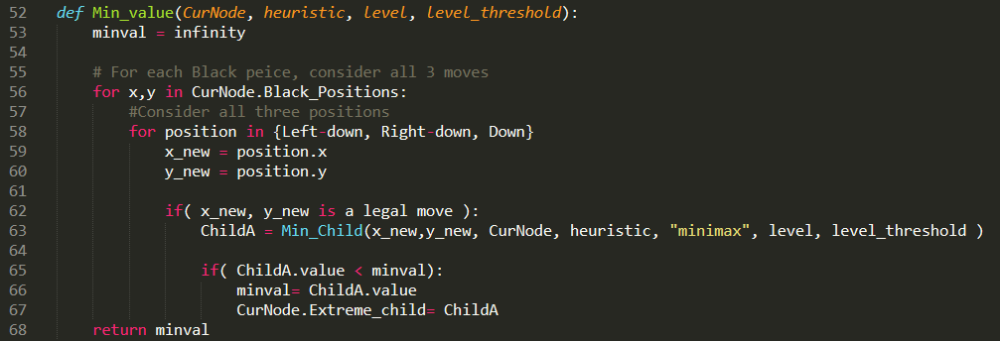 52 def Min_value(CurNode, heuristic, level, level_threshold):
53 minval = infinity
54
55 # For each Black peice, consider all 3 moves
56 for x,y in CurNode.Black_Positions:
57 #Consider all three positions
58 for position in {Left-down, Right-down, Down}
59 x_new = position.x
60 y_new = position.y
61
62 if( x_new, y_new is a legal move ):
63 ChildA = Min_Child(x_new,y_new, CurNode, heuristic, "minimax", level, level_threshold )
64
65 if( ChildA.value < minval):
66 minval= ChildA.value
67 CurNode.Extreme_child= ChildA
68 return minval